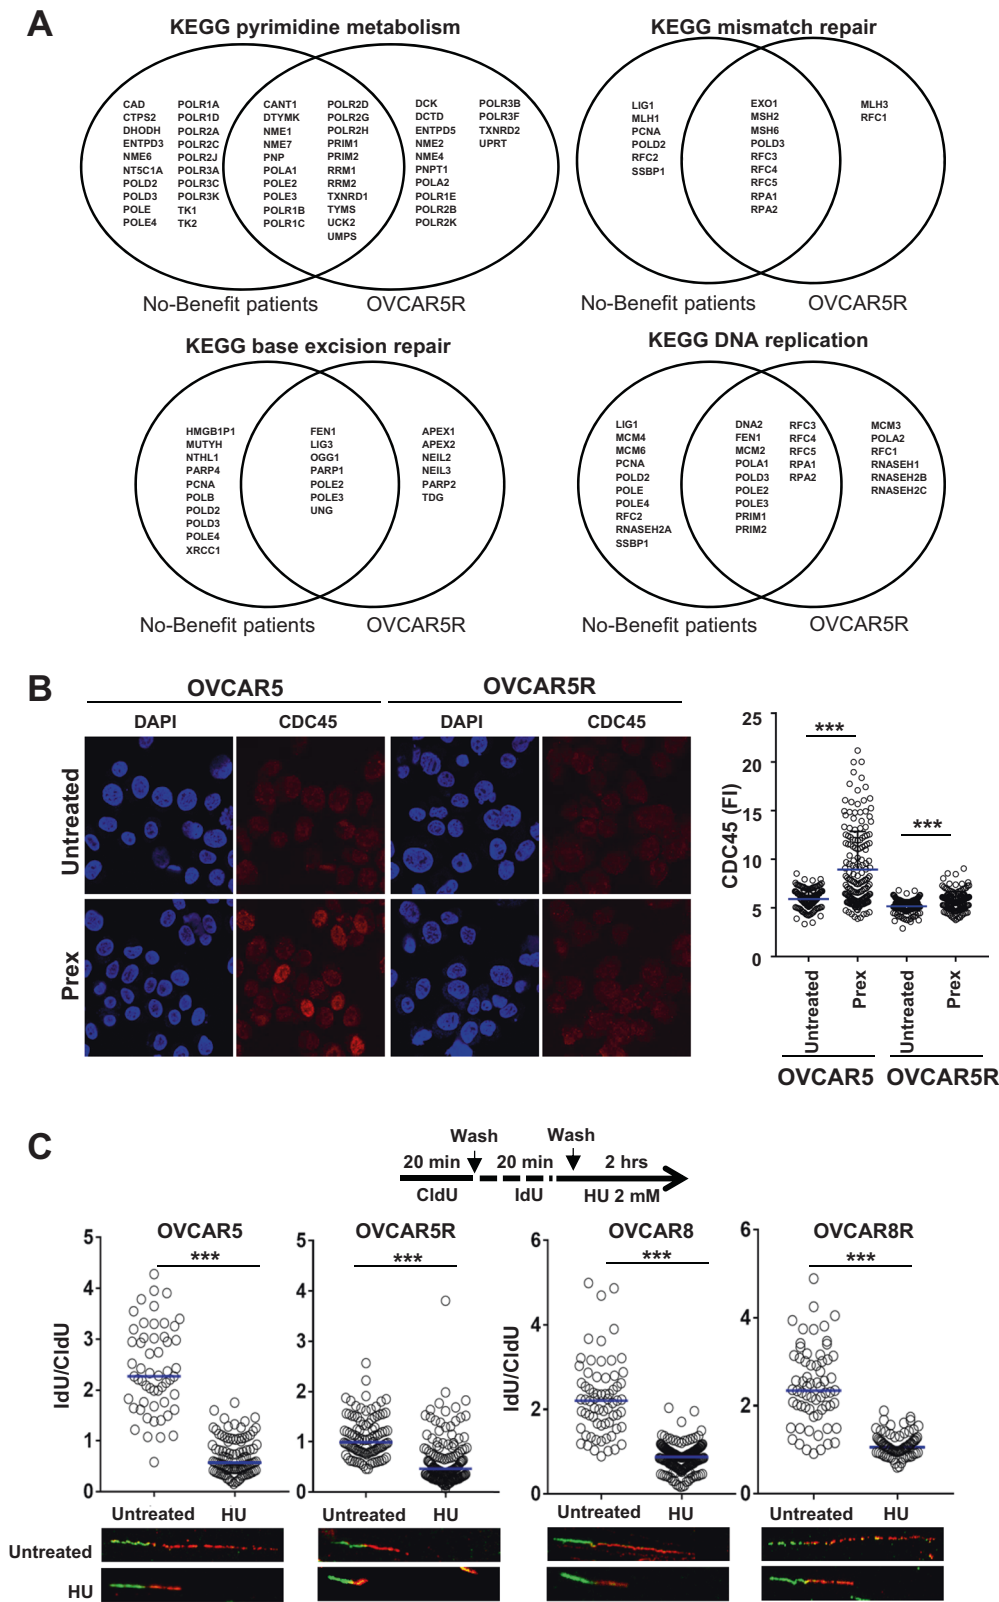 A
KEGG pyrimidine metabolism
CAD
CTPS2
DHODH
ENTPD3
NME6
NT5C1A
POLD2
POLD3
POLE
POLE4
POLR1A
POLR1D
POLR2A
POLR2C
POLR2J
POLR3A
POLR3C
POLR3K
TK1
TK2
CANT1
DTYMK
NME1
NME7
PNP
POLA1
POLE2
POLE3
POLR1B
POLR1C
POLR2D
POLR2G
POLR2H
PRIM1
PRIM2
RRM1
RRM2
TXNRD1
TYMS
UCK2
UMPS
DCK
DCTD
ENTPD5
NME2
NME4
PNPT1
POLA2
POLR1E
POLR2B
POLR2K
POLR3B
POLR3F
TXNRD2
UPRT
No-Benefit patients
OVCAR5R
KEGG mismatch repair
LIG1
MLH1
PCNA
POLD2
RFC2
SSBP1
EXO1
MSH2
MSH6
POLD3
RFC3
RFC4
RFC5
RPA1
RPA2
MLH3
RFC1
No-Benefit patients
OVCAR5R
KEGG base excision repair
HMGB1P1
MUTYH
NTHL1
PARP4
PCNA
POLB
POLD2
POLD3
POLE4
XRCC1
FEN1
LIG3
OGG1
PARP1
POLE2
POLE3
UNG
APEX1
APEX2
NEIL2
NEIL3
PARP2
TDG
No-Benefit patients
OVCAR5R
KEGG DNA replication
LIG1
MCM4
MCM6
PCNA
POLD2
POLE
POLE4
RFC2
RNASEH2A
SSBP1
DNA2
FEN1
MCM2
POLA1
POLD3
POLE2
POLE3
PRIM1
PRIM2
RFC3
RFC4
RFC5
RPA1
RPA2
MCM3
POLA2
RFC1
RNASEH1
RNASEH2B
RNASEH2C
No-Benefit patients
OVCAR5R
B
OVCAR5
OVCAR5R
DAPI
CDC45
DAPI
CDC45
Untreated
Prex
CDC45 (FI)
25
20
15
10
5
0
***
***
Untreated
Prex
Untreated
Prex
OVCAR5
OVCAR5R
C
Wash
Wash
20 min
20 min
2 hrs
CldU
IdU
HU 2 mM
OVCAR5
***
IdU/CldU
5
4
3
2
1
0
Untreated
HU
OVCAR5R
***
5
4
3
2
1
0
Untreated
HU
OVCAR8
***
IdU/CldU
6
4
2
0
Untreated
HU
OVCAR8R
***
6
4
2
0
Untreated
HU
Untreated
HU